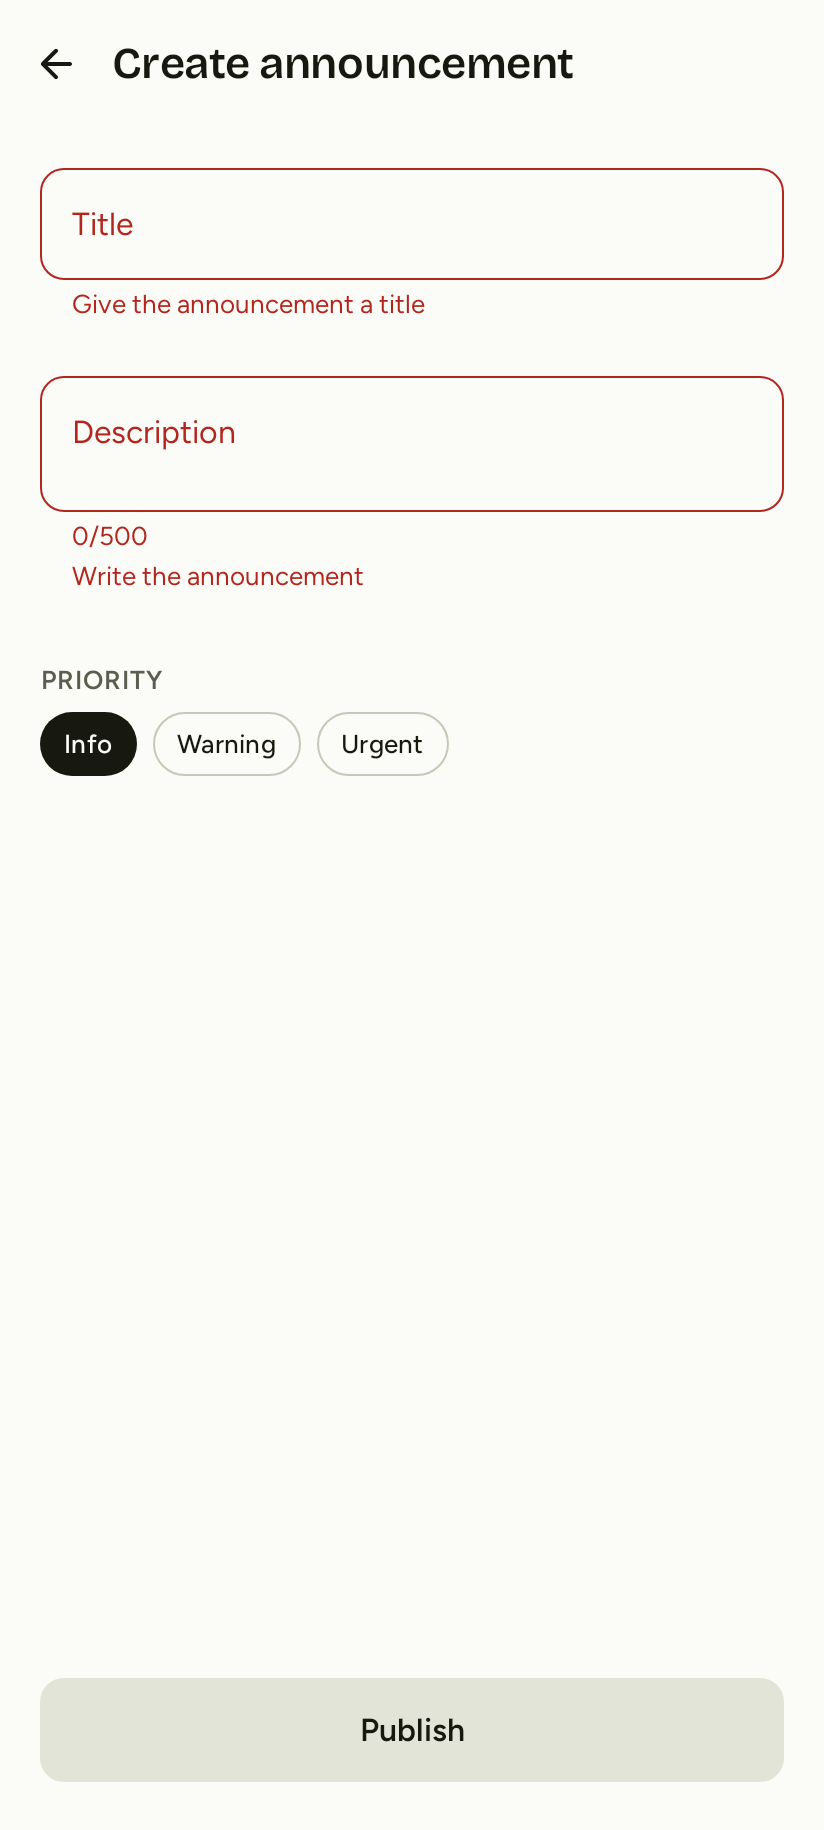 Create announcement
Title
Give the announcement a title
Description
0/500
Write the announcement
PRIORITY
Info Warning Urgent
Publish